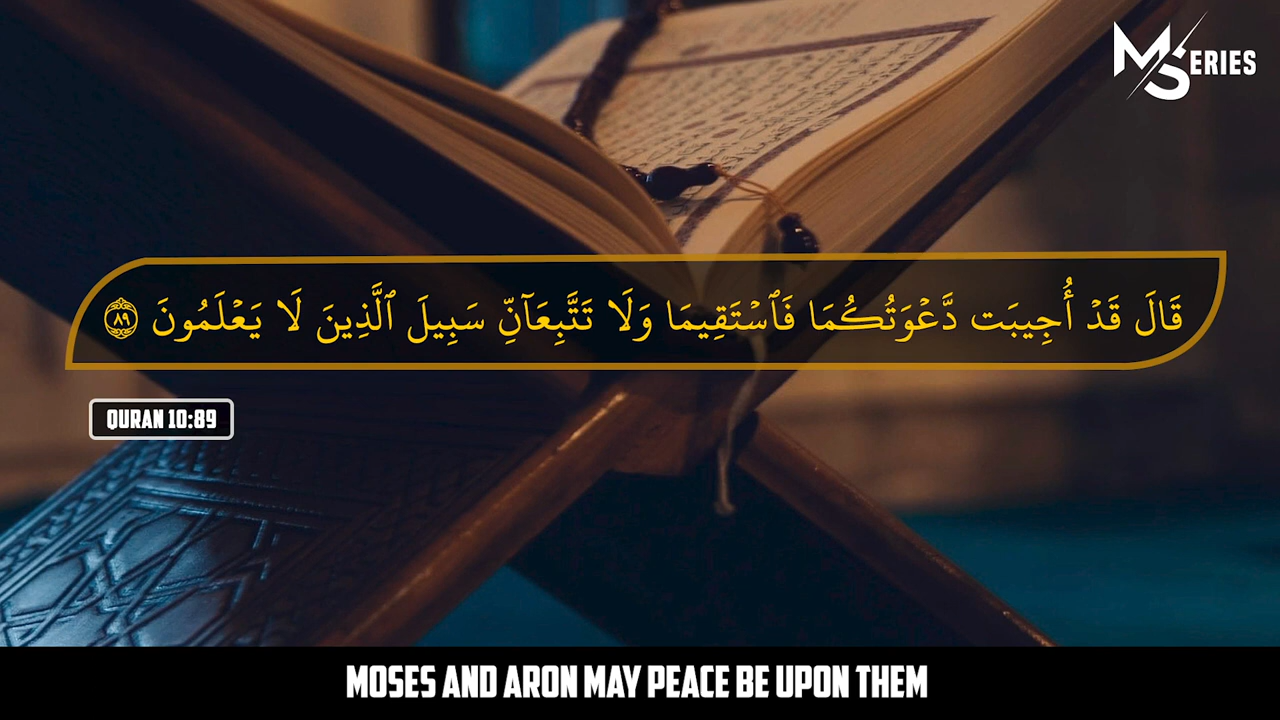 M SERIES
قَالَ قَدْ أُجِيبَت دَّعْوَتُكُمَا فَٱسْتَقِيمَا وَلَا تَتَّبِعَآنِّ سَبِيلَ ٱلَّذِينَ لَا يَعْلَمُونَ ٨٩
QURAN 10:89
MOSES AND ARON MAY PEACE BE UPON THEM